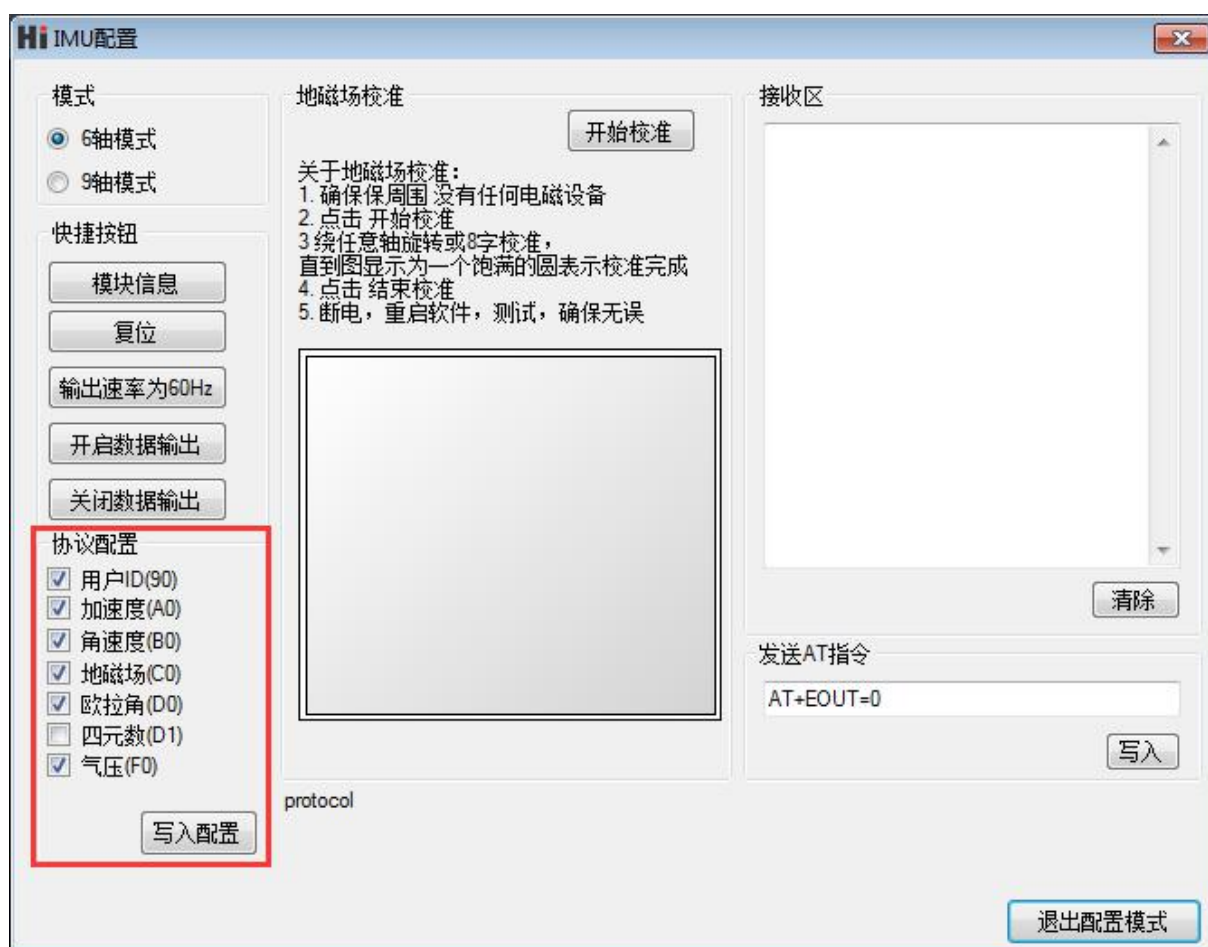 Hi IMU配置
模式
6轴模式
9轴模式
快捷按钮
模块信息
复位
输出速率为60Hz
开启数据输出
关闭数据输出
协议配置
用户ID(90)
加速度(A0)
角速度(B0)
地磁场(C0)
欧拉角(D0)
四元数(D1)
气压(F0)
写入配置
地磁场校准
开始校准
关于地磁场校准：
1. 确保保周围 没有任何电磁设备
2. 点击 开始校准
3 绕任意轴旋转或8字校准，
直到图显示为一个饱满的圆表示校准完成
4. 点击 结束校准
5. 断电，重启软件，测试，确保无误
protocol
接收区
清除
发送AT指令
AT+EOUT=0
写入
退出配置模式